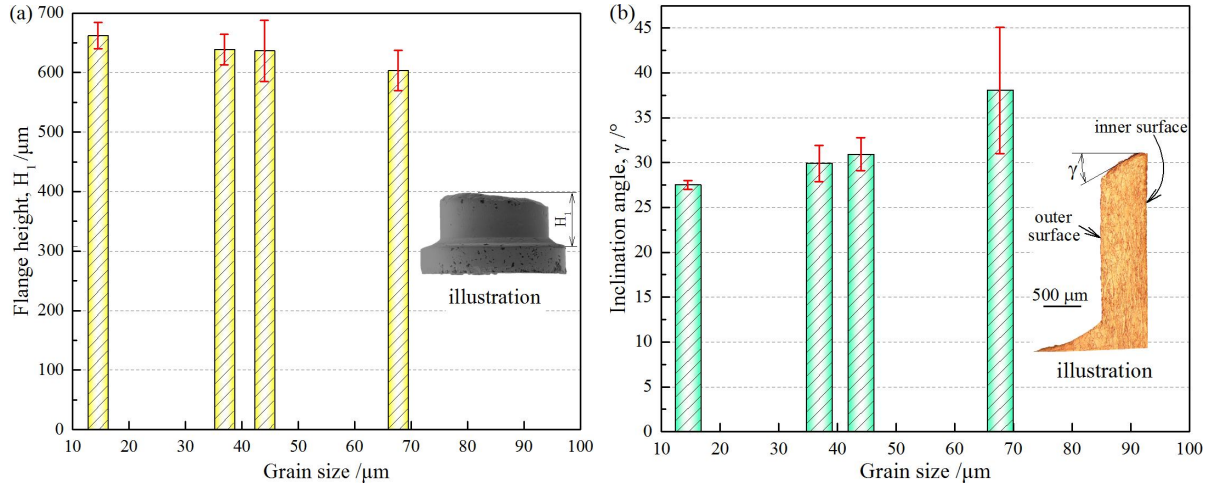 (a)
700
600
500
400
300
200
100
0
Flange height, H₁ /μm
10 20 30 40 50 60 70 80 90 100
Grain size /μm
H₁
illustration
(b)
45
40
35
30
25
20
15
10
5
0
Inclination angle, γ /°
10 20 30 40 50 60 70 80 90 100
Grain size /μm
inner surface
γ
outer
surface
500 μm
illustration